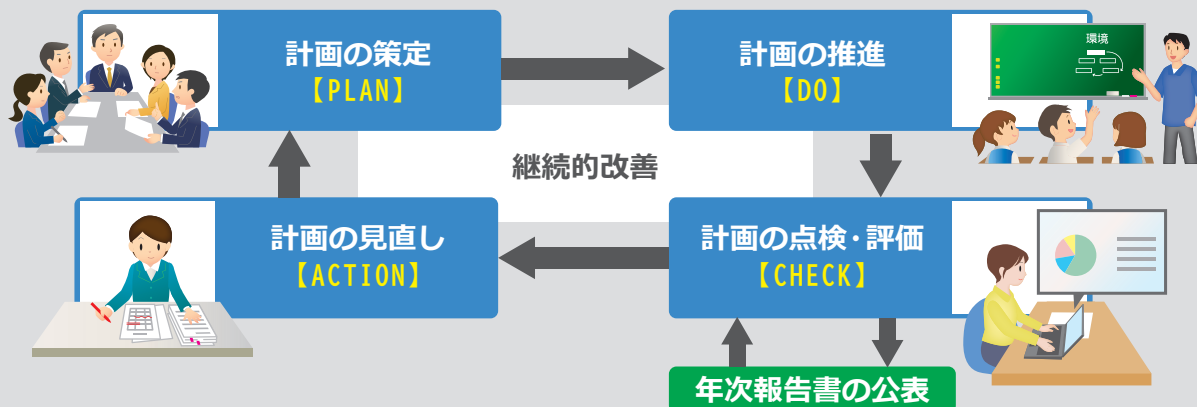 計画の策定
【PLAN】
計画の推進
【DO】
環境
継続的改善
計画の見直し
【ACTION】
計画の点検・評価
【CHECK】
年次報告書の公表